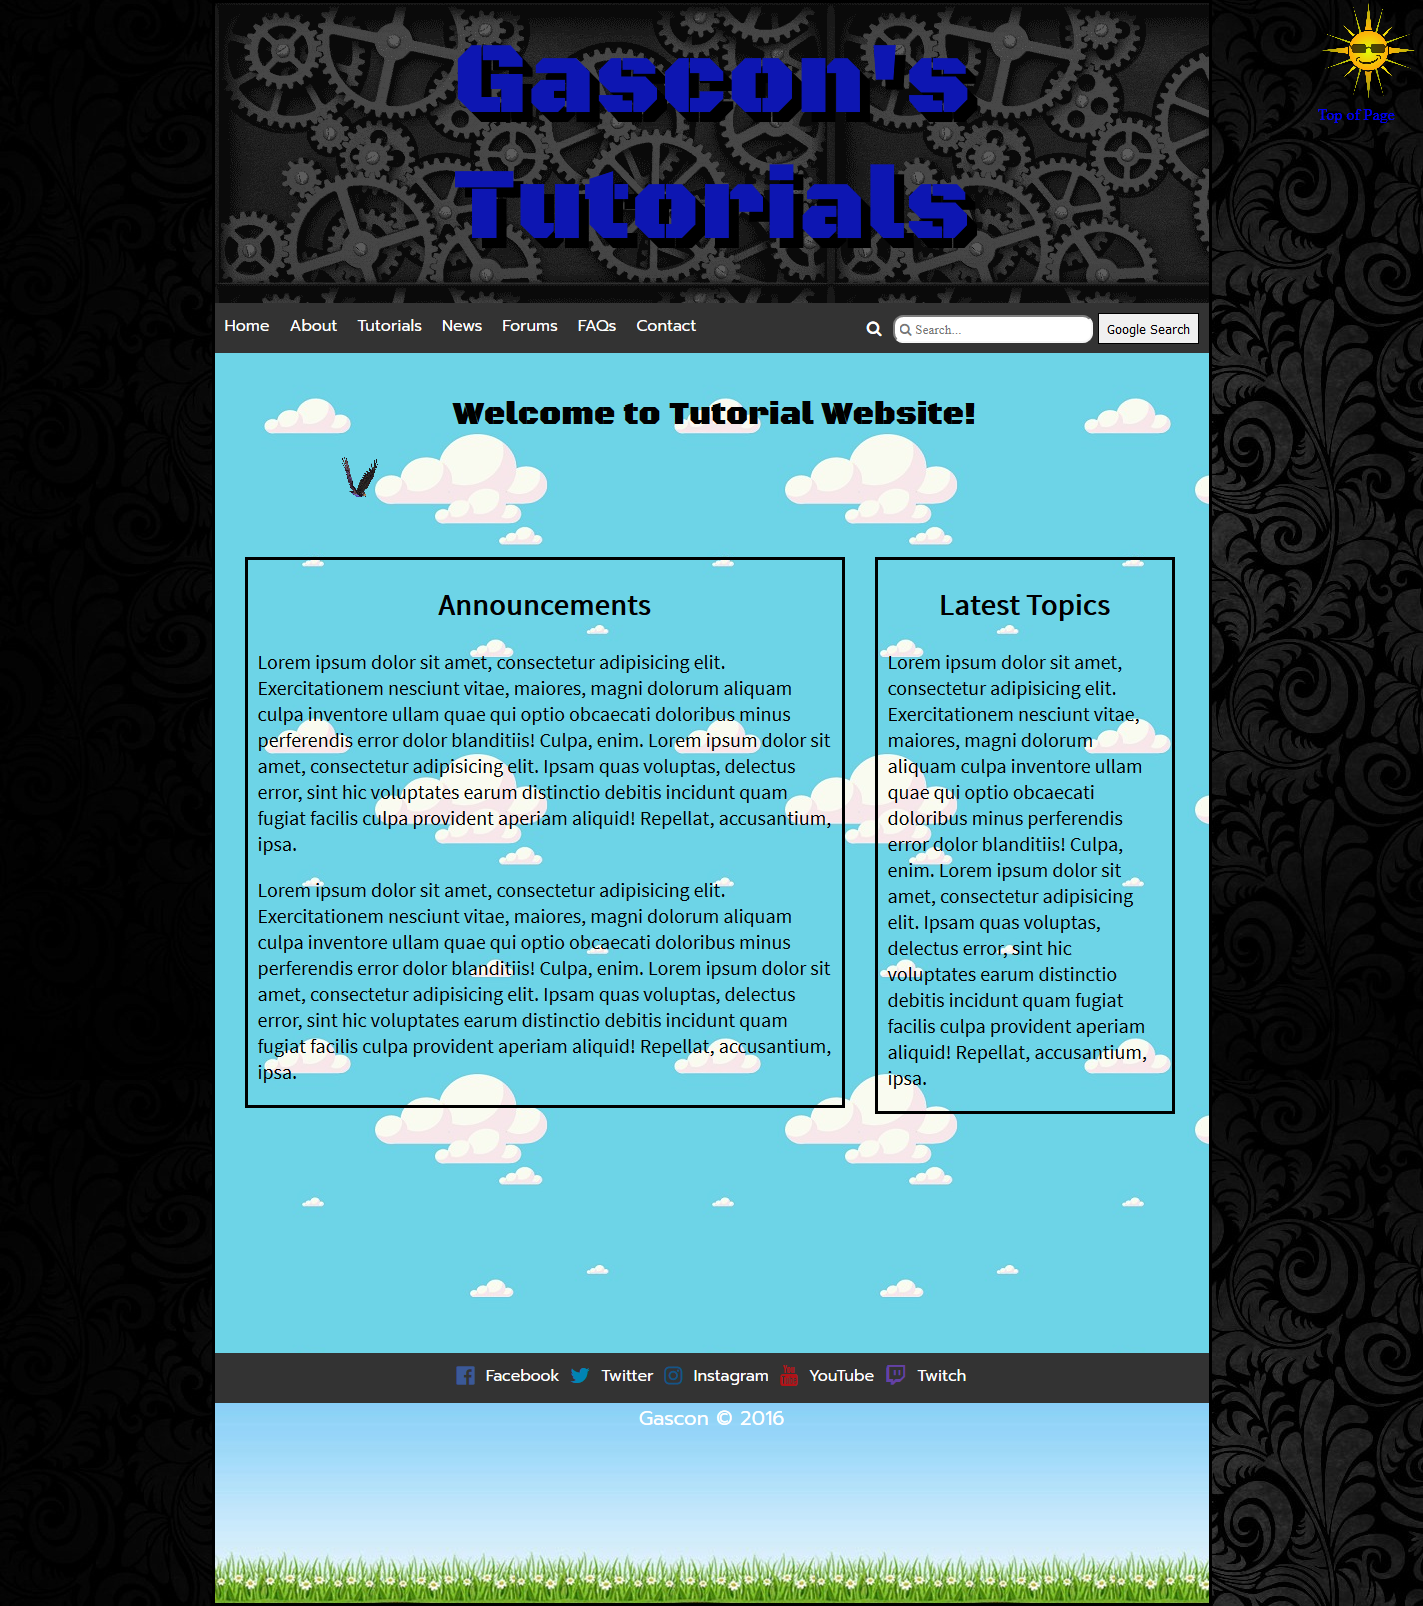 Gascon's
Tutorials
Top of Page
Home About Tutorials News Forums FAQs Contact Search... Google Search
Welcome to Tutorial Website!
Announcements
Lorem ipsum dolor sit amet, consectetur adipisicing elit.
Exercitationem nesciunt vitae, maiores, magni dolorum aliquam
culpa inventore ullam quae qui optio obcaecati doloribus minus
perferendis error dolor blanditiis! Culpa, enim. Lorem ipsum dolor sit
amet, consectetur adipisicing elit. Ipsam quas voluptas, delectus
error, sint hic voluptates earum distinctio debitis incidunt quam
fugiat facilis culpa provident aperiam aliquid! Repellat, accusantium,
ipsa.
Lorem ipsum dolor sit amet, consectetur adipisicing elit.
Exercitationem nesciunt vitae, maiores, magni dolorum aliquam
culpa inventore ullam quae qui optio obcaecati doloribus minus
perferendis error dolor blanditiis! Culpa, enim. Lorem ipsum dolor sit
amet, consectetur adipisicing elit. Ipsam quas voluptas, delectus
error, sint hic voluptates earum distinctio debitis incidunt quam
fugiat facilis culpa provident aperiam aliquid! Repellat, accusantium,
ipsa.
Latest Topics
Lorem ipsum dolor sit amet,
consectetur adipisicing elit.
Exercitationem nesciunt vitae,
maiores, magni dolorum
aliquam culpa inventore ullam
quae qui optio obcaecati
doloribus minus perferendis
error dolor blanditiis! Culpa,
enim. Lorem ipsum dolor sit
amet, consectetur adipisicing
elit. Ipsam quas voluptas,
delectus error, sint hic
voluptates earum distinctio
debitis incidunt quam fugiat
facilis culpa provident aperiam
aliquid! Repellat, accusantium,
ipsa.
Facebook Twitter Instagram YouTube Twitch
Gascon © 2016